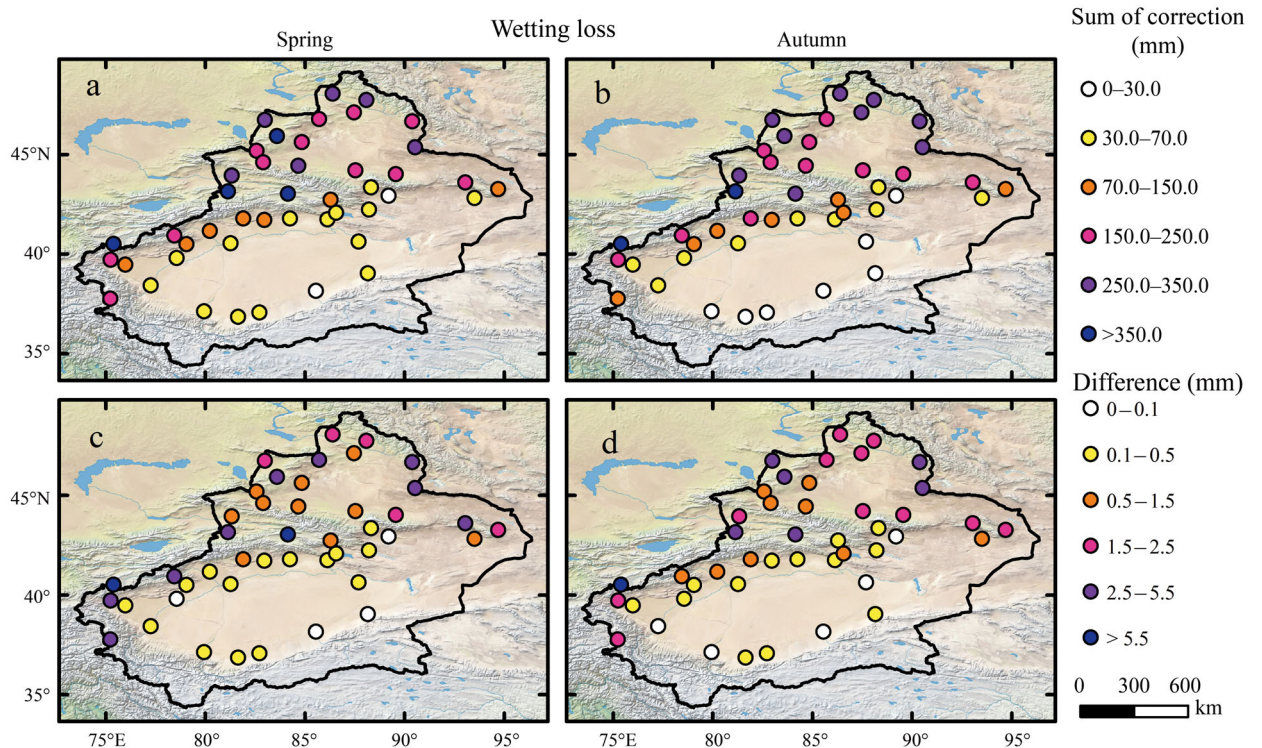 Wetting loss
Spring
Autumn
a
b
45°N
40°
35°
c
d
45°N
40°
35°
75°E
80°
85°
90°
95°
75°E
80°
85°
90°
95°
Sum of correction
(mm)
0–30.0
30.0–70.0
70.0–150.0
150.0–250.0
250.0–350.0
>350.0
Difference (mm)
0–0.1
0.1–0.5
0.5–1.5
1.5–2.5
2.5–5.5
> 5.5
0 300 600
km